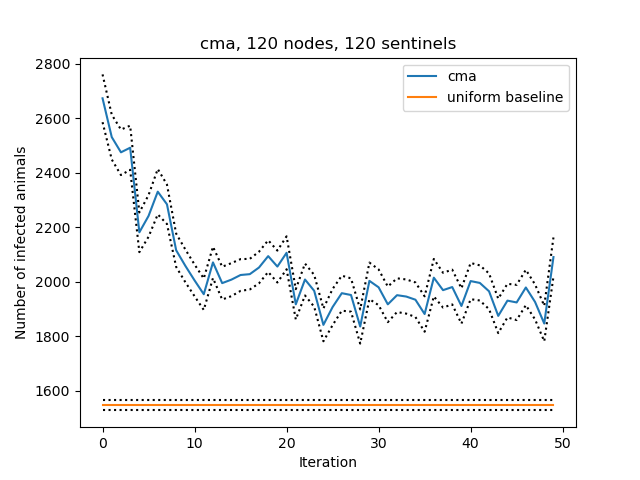 cma, 120 nodes, 120 sentinels
cma
uniform baseline
Number of infected animals
2800
2600
2400
2200
2000
1800
1600
0 10 20 30 40 50
Iteration